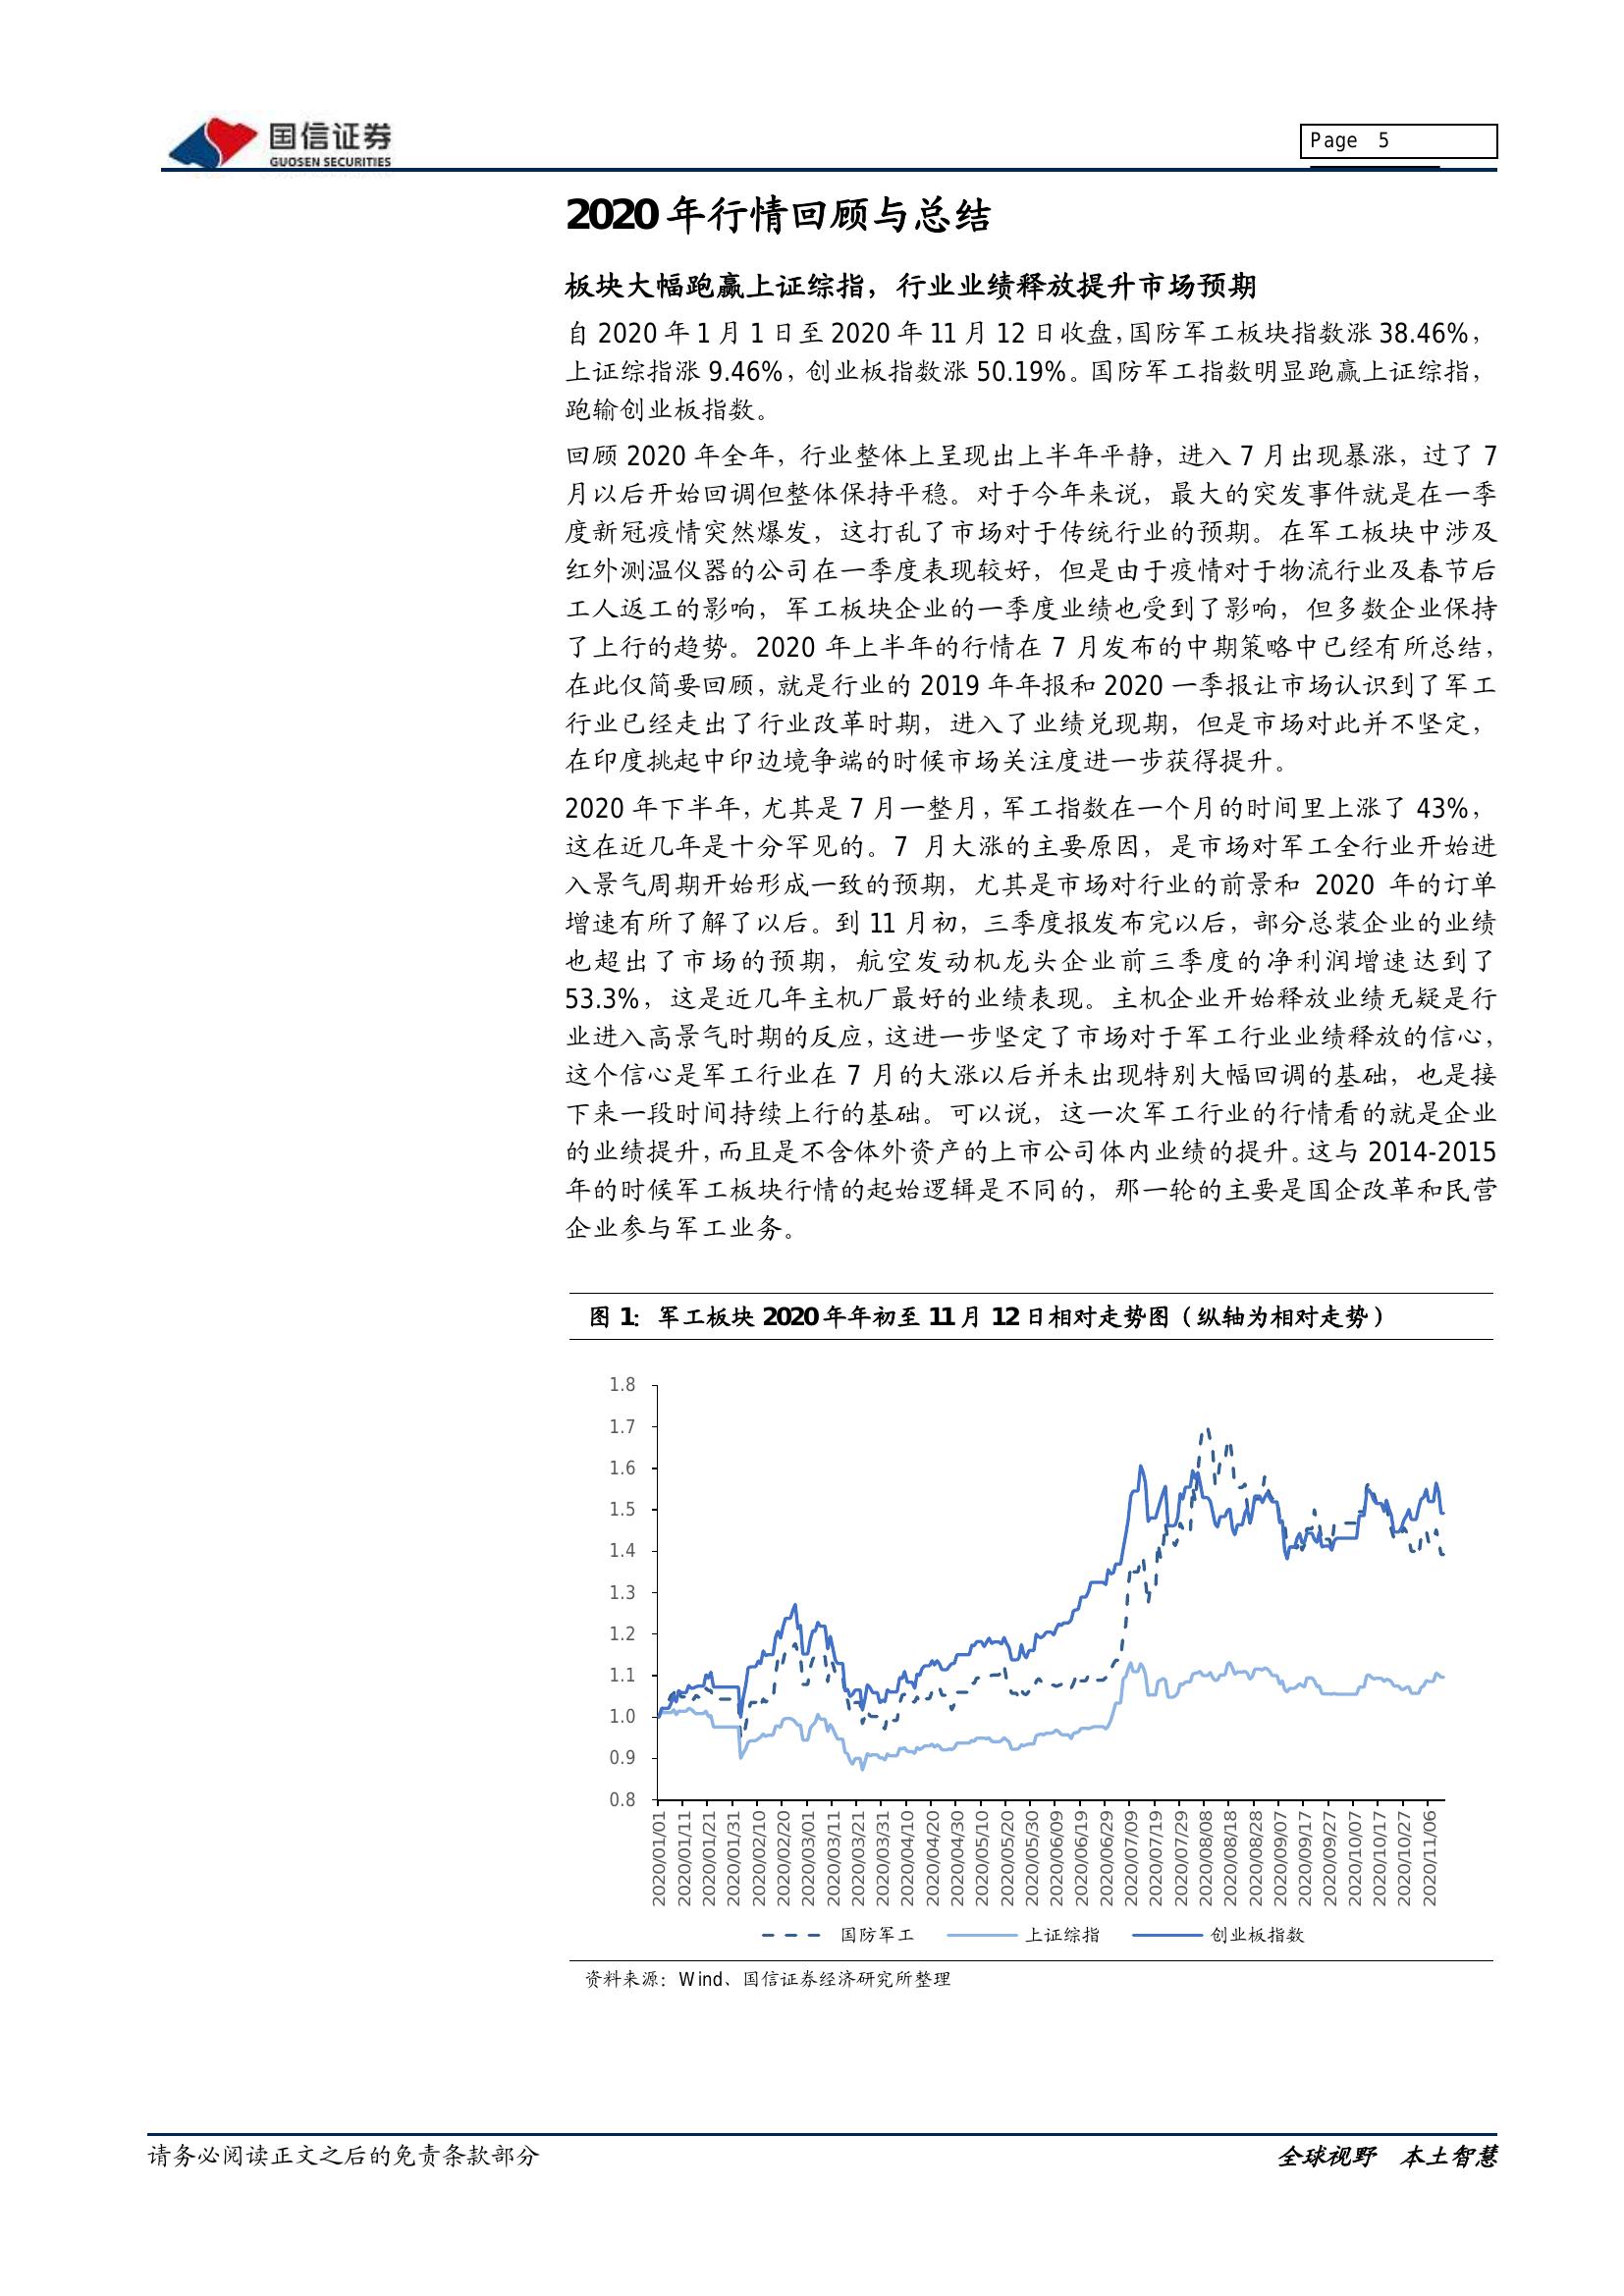 国信证券
GUOSEN SECURITIES
Page 5
2020 年行情回顾与总结
板块大幅跑赢上证综指，行业业绩释放提升市场预期
自 2020 年 1 月 1 日至 2020 年 11 月 12 日收盘，国防军工板块指数涨 38.46%，
上证综指涨 9.46%，创业板指数涨 50.19%。国防军工指数明显跑赢上证综指，
跑输创业板指数。
回顾 2020 年全年，行业整体上呈现出上半年平静，进入 7 月出现暴涨，过了 7
月以后开始回调但整体保持平稳。对于今年来说，最大的突发事件就是在一季
度新冠疫情突然爆发，这打乱了市场对于传统行业的预期。在军工板块中涉及
红外测温仪器的公司在一季度表现较好，但是由于疫情对于物流行业及春节后
工人返工的影响，军工板块企业的一季度业绩也受到了影响，但多数企业保持
了上行的趋势。2020 年上半年的行情在 7 月发布的中期策略中已经有所总结，
在此仅简要回顾，就是行业的 2019 年年报和 2020 一季报让市场认识到了军工
行业已经走出了行业改革时期，进入了业绩兑现期，但是市场对此并不坚定，
在印度挑起中印边境争端的时候市场关注度进一步获得提升。
2020 年下半年，尤其是 7 月一整月，军工指数在一个月的时间里上涨了 43%，
这在近几年是十分罕见的。7 月大涨的主要原因，是市场对军工全行业开始进
入景气周期开始形成一致的预期，尤其是市场对行业的前景和 2020 年的订单
增速有所了解了以后。到 11 月初，三季度报发布完以后，部分总装企业的业绩
也超出了市场的预期，航空发动机龙头企业前三季度的净利润增速达到了
53.3%，这是近几年主机厂最好的业绩表现。主机企业开始释放业绩无疑是行
业进入高景气时期的反应，这进一步坚定了市场对于军工行业业绩释放的信心，
这个信心是军工行业在 7 月的大涨以后并未出现特别大幅回调的基础，也是接
下来一段时间持续上行的基础。可以说，这一次军工行业的行情看的就是企业
的业绩提升，而且是不含体外资产的上市公司体内业绩的提升。这与 2014-2015
年的时候军工板块行情的起始逻辑是不同的，那一轮的主要是国企改革和民营
企业参与军工业务。
图 1：军工板块 2020 年年初至 11 月 12 日相对走势图（纵轴为相对走势）
1.8
1.7
1.6
1.5
1.4
1.3
1.2
1.1
1.0
0.9
0.8
2020/01/01
2020/01/11
2020/01/21
2020/01/31
2020/02/10
2020/02/20
2020/03/01
2020/03/11
2020/03/21
2020/03/31
2020/04/10
2020/04/20
2020/04/30
2020/05/10
2020/05/20
2020/05/30
2020/06/09
2020/06/19
2020/06/29
2020/07/09
2020/07/19
2020/07/29
2020/08/08
2020/08/18
2020/08/28
2020/09/07
2020/09/17
2020/09/27
2020/10/07
2020/10/17
2020/10/27
2020/11/06
国防军工 上证综指 创业板指数
资料来源：Wind、国信证券经济研究所整理
请务必阅读正文之后的免责条款部分
全球视野 本土智慧